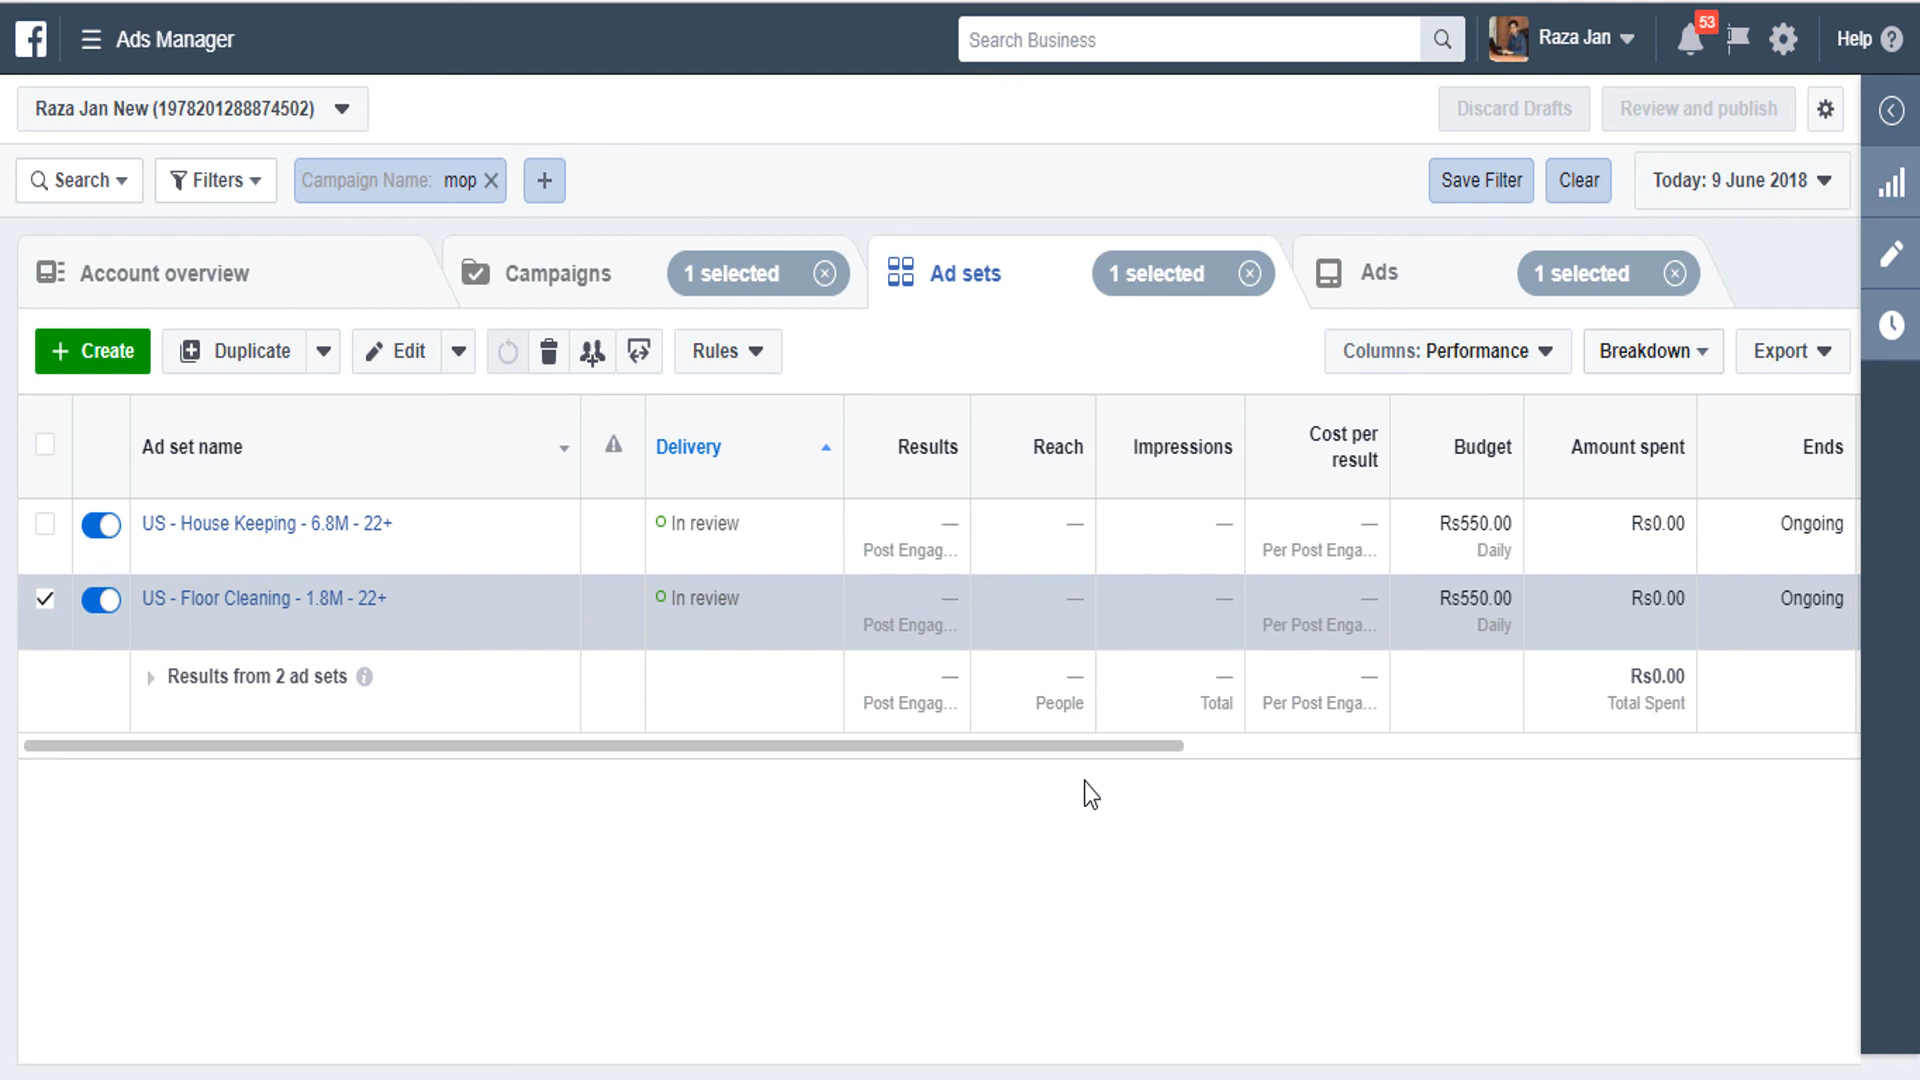 Ads Manager
Search Business
Raza Jan
53
Help
Raza Jan New (1978201288874502)
Discard Drafts
Review and publish
Search
Filters
Campaign Name: mop
Save Filter
Clear
Today: 9 June 2018
Account overview
Campaigns
1 selected
Ad sets
1 selected
Ads
1 selected
Create
Duplicate
Edit
Rules
Columns: Performance
Breakdown
Export
Ad set name
Delivery
Results
Reach
Impressions
Cost per
result
Budget
Amount spent
Ends
US - House Keeping - 6.8M - 22+
In review
—
Post Engag...
—
—
—
Per Post Enga...
Rs550.00
Daily
Rs0.00
Ongoing
US - Floor Cleaning - 1.8M - 22+
In review
—
Post Engag...
—
—
—
Per Post Enga...
Rs550.00
Daily
Rs0.00
Ongoing
Results from 2 ad sets
—
Post Engag...
—
People
—
Total
—
Per Post Enga...
Rs0.00
Total Spent